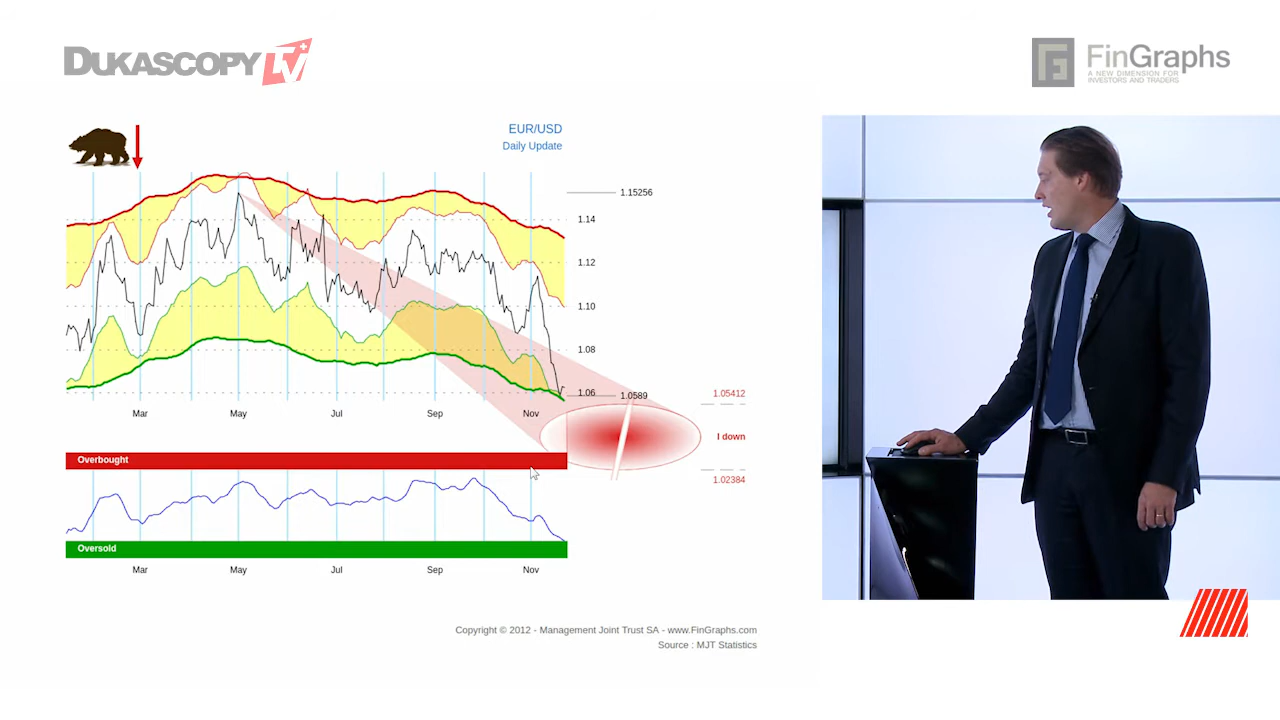 DUKASCOPY TV
FinGraphs
A NEW DIMENSION FOR
INVESTORS AND TRADERS
EUR/USD
Daily Update
1.15256
1.14
1.12
1.10
1.08
1.06
1.0589
Mar
May
Jul
Sep
Nov
1.05412
I down
1.02384
Overbought
Oversold
Mar
May
Jul
Sep
Nov
Copyright © 2012 - Management Joint Trust SA - www.FinGraphs.com
Source : MJT Statistics